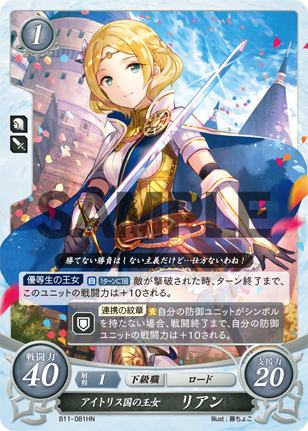 1
SAMPLE
勝てない勝負は！しない主義だけど…仕方ないわね！
優等生の王女 自 1ターンに1回 敵が撃破された時、ターン終了まで、
このユニットの戦闘力は+10される。
連携の紋章 支 自分の防御ユニットがシンボル
を持たない場合、戦闘終了まで、自分の防御
ユニットの戦闘力は+10される。
戦闘力 40
射程 1
下級職
ロード
支援力 20
アイトリス国の王女 リアン
B11-081HN
Illust：藤ちょこ